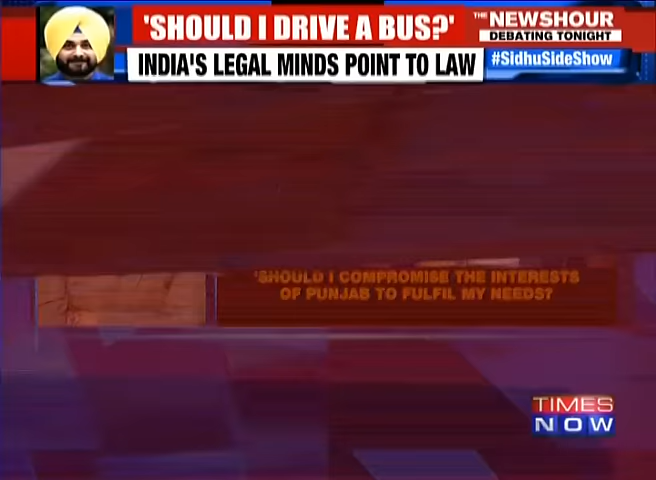 'SHOULD I DRIVE A BUS?'
THE NEWSHOUR
DEBATING TONIGHT
INDIA'S LEGAL MINDS POINT TO LAW
#SidhuSideShow
'SHOULD I COMPROMISE THE INTERESTS
OF PUNJAB TO FULFIL MY NEEDS?
TIMES
NOW